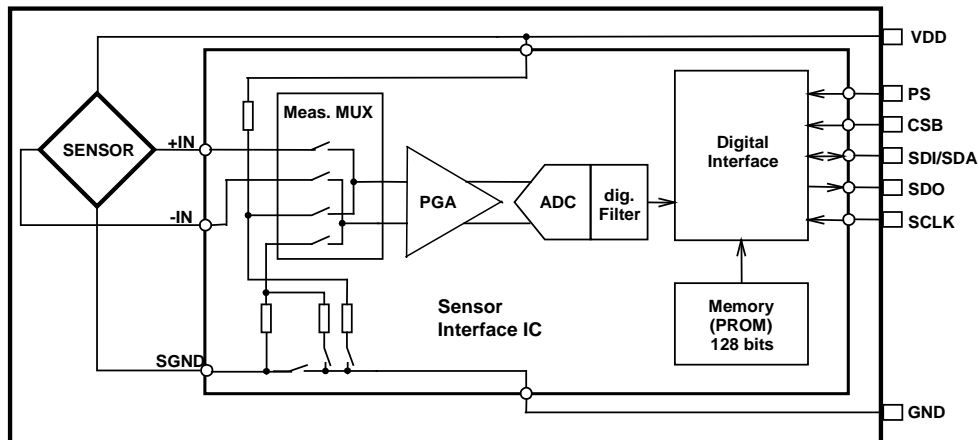 VDD
PS
CSB
SDI/SDA
SDO
SCLK
GND
SENSOR
+IN
-IN
SGND
Meas. MUX
PGA
ADC
dig.
Filter
Digital
Interface
Memory
(PROM)
128 bits
Sensor
Interface IC